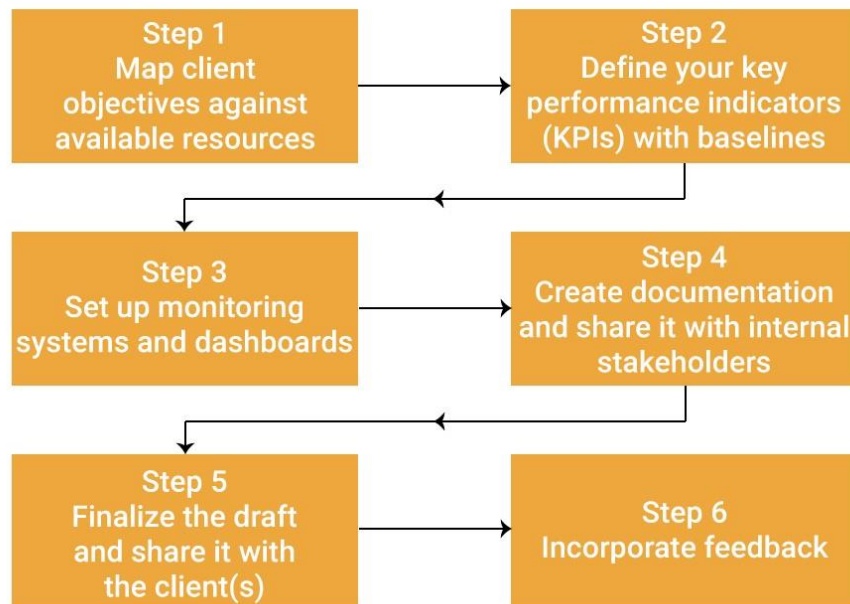 Step 1
Map client
objectives against
available resources
Step 2
Define your key
performance indicators
(KPIs) with baselines
Step 3
Set up monitoring
systems and dashboards
Step 4
Create documentation
and share it with internal
stakeholders
Step 5
Finalize the draft
and share it with
the client(s)
Step 6
Incorporate feedback